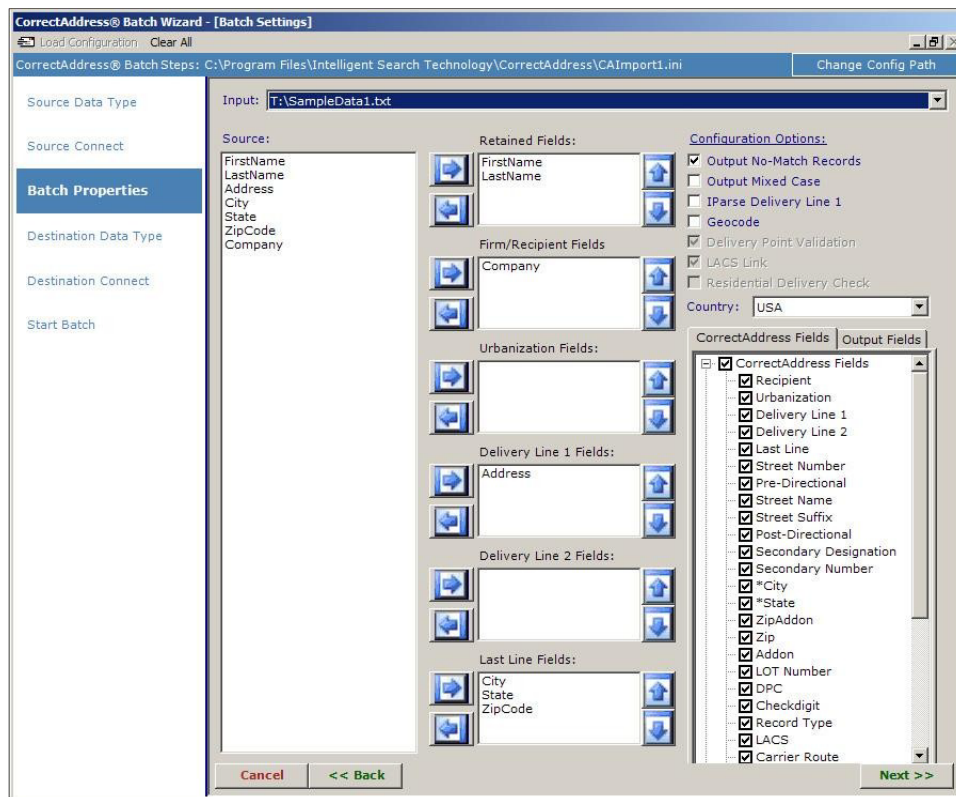 CorrectAddress® Batch Wizard - [Batch Settings]
Load Configuration Clear All
CorrectAddress® Batch Steps: C:\Program Files\Intelligent Search Technology\CorrectAddress\CAImport1.ini
Change Config Path
Source Data Type
Source Connect
Batch Properties
Destination Data Type
Destination Connect
Start Batch
Input: T:\SampleData1.txt
Source:
FirstName
LastName
Address
City
State
ZipCode
Company
Retained Fields:
FirstName
LastName
Firm/Recipient Fields
Company
Urbanization Fields:
Delivery Line 1 Fields:
Address
Delivery Line 2 Fields:
Last Line Fields:
City
State
ZipCode
Configuration Options:
Output No-Match Records
Output Mixed Case
IParse Delivery Line 1
Geocode
Delivery Point Validation
LACS Link
Residential Delivery Check
Country: USA
CorrectAddress Fields
Output Fields
CorrectAddress Fields
Recipient
Urbanization
Delivery Line 1
Delivery Line 2
Last Line
Street Number
Pre-Directional
Street Name
Street Suffix
Post-Directional
Secondary Designation
Secondary Number
*City
*State
ZipAddon
Zip
Addon
LOT Number
DPC
Checkdigit
Record Type
LACS
Carrier Route
Cancel
<< Back
Next >>